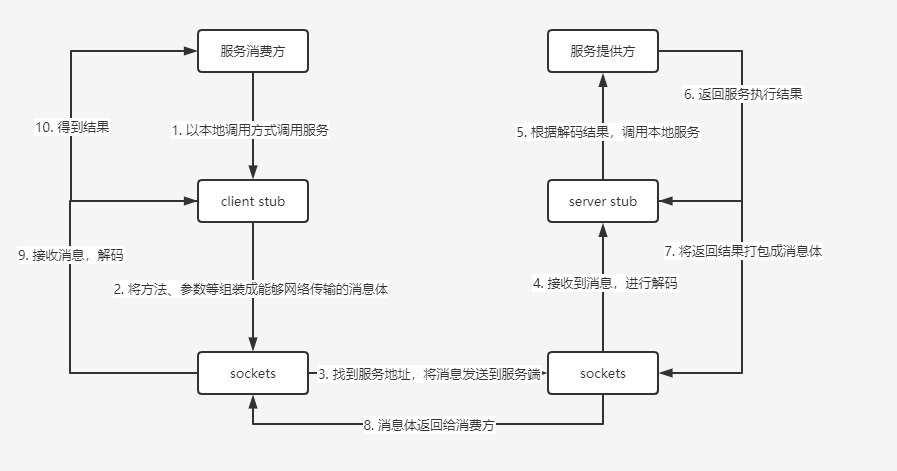 服务消费方
服务提供方
6. 返回服务执行结果
10. 得到结果
1. 以本地调用方式调用服务
5. 根据解码结果，调用本地服务
client stub
server stub
9. 接收消息，解码
7. 将返回结果打包成消息体
2. 将方法、参数等组装成能够网络传输的消息体
4. 接收到消息，进行解码
sockets
3. 找到服务地址，将消息发送到服务端
sockets
8. 消息体返回给消费方